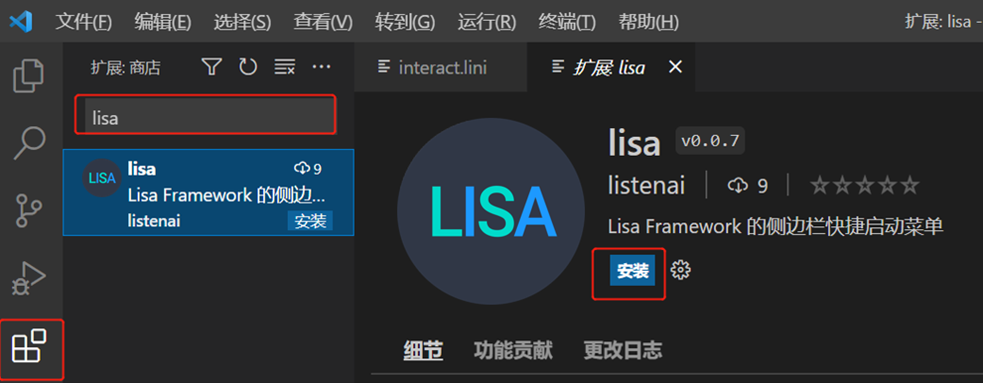 文件(F) 编辑(E) 选择(S) 查看(V) 转到(G) 运行(R) 终端(T) 帮助(H) 扩展: lisa -
扩展: 商店
lisa
lisa 9
LISA
Lisa Framework 的侧边...
listenai 安装
interact.lini 扩展: lisa
LISA
lisa v0.0.7
listenai 9
Lisa Framework 的侧边栏快捷启动菜单
安装
细节 功能贡献 更改日志